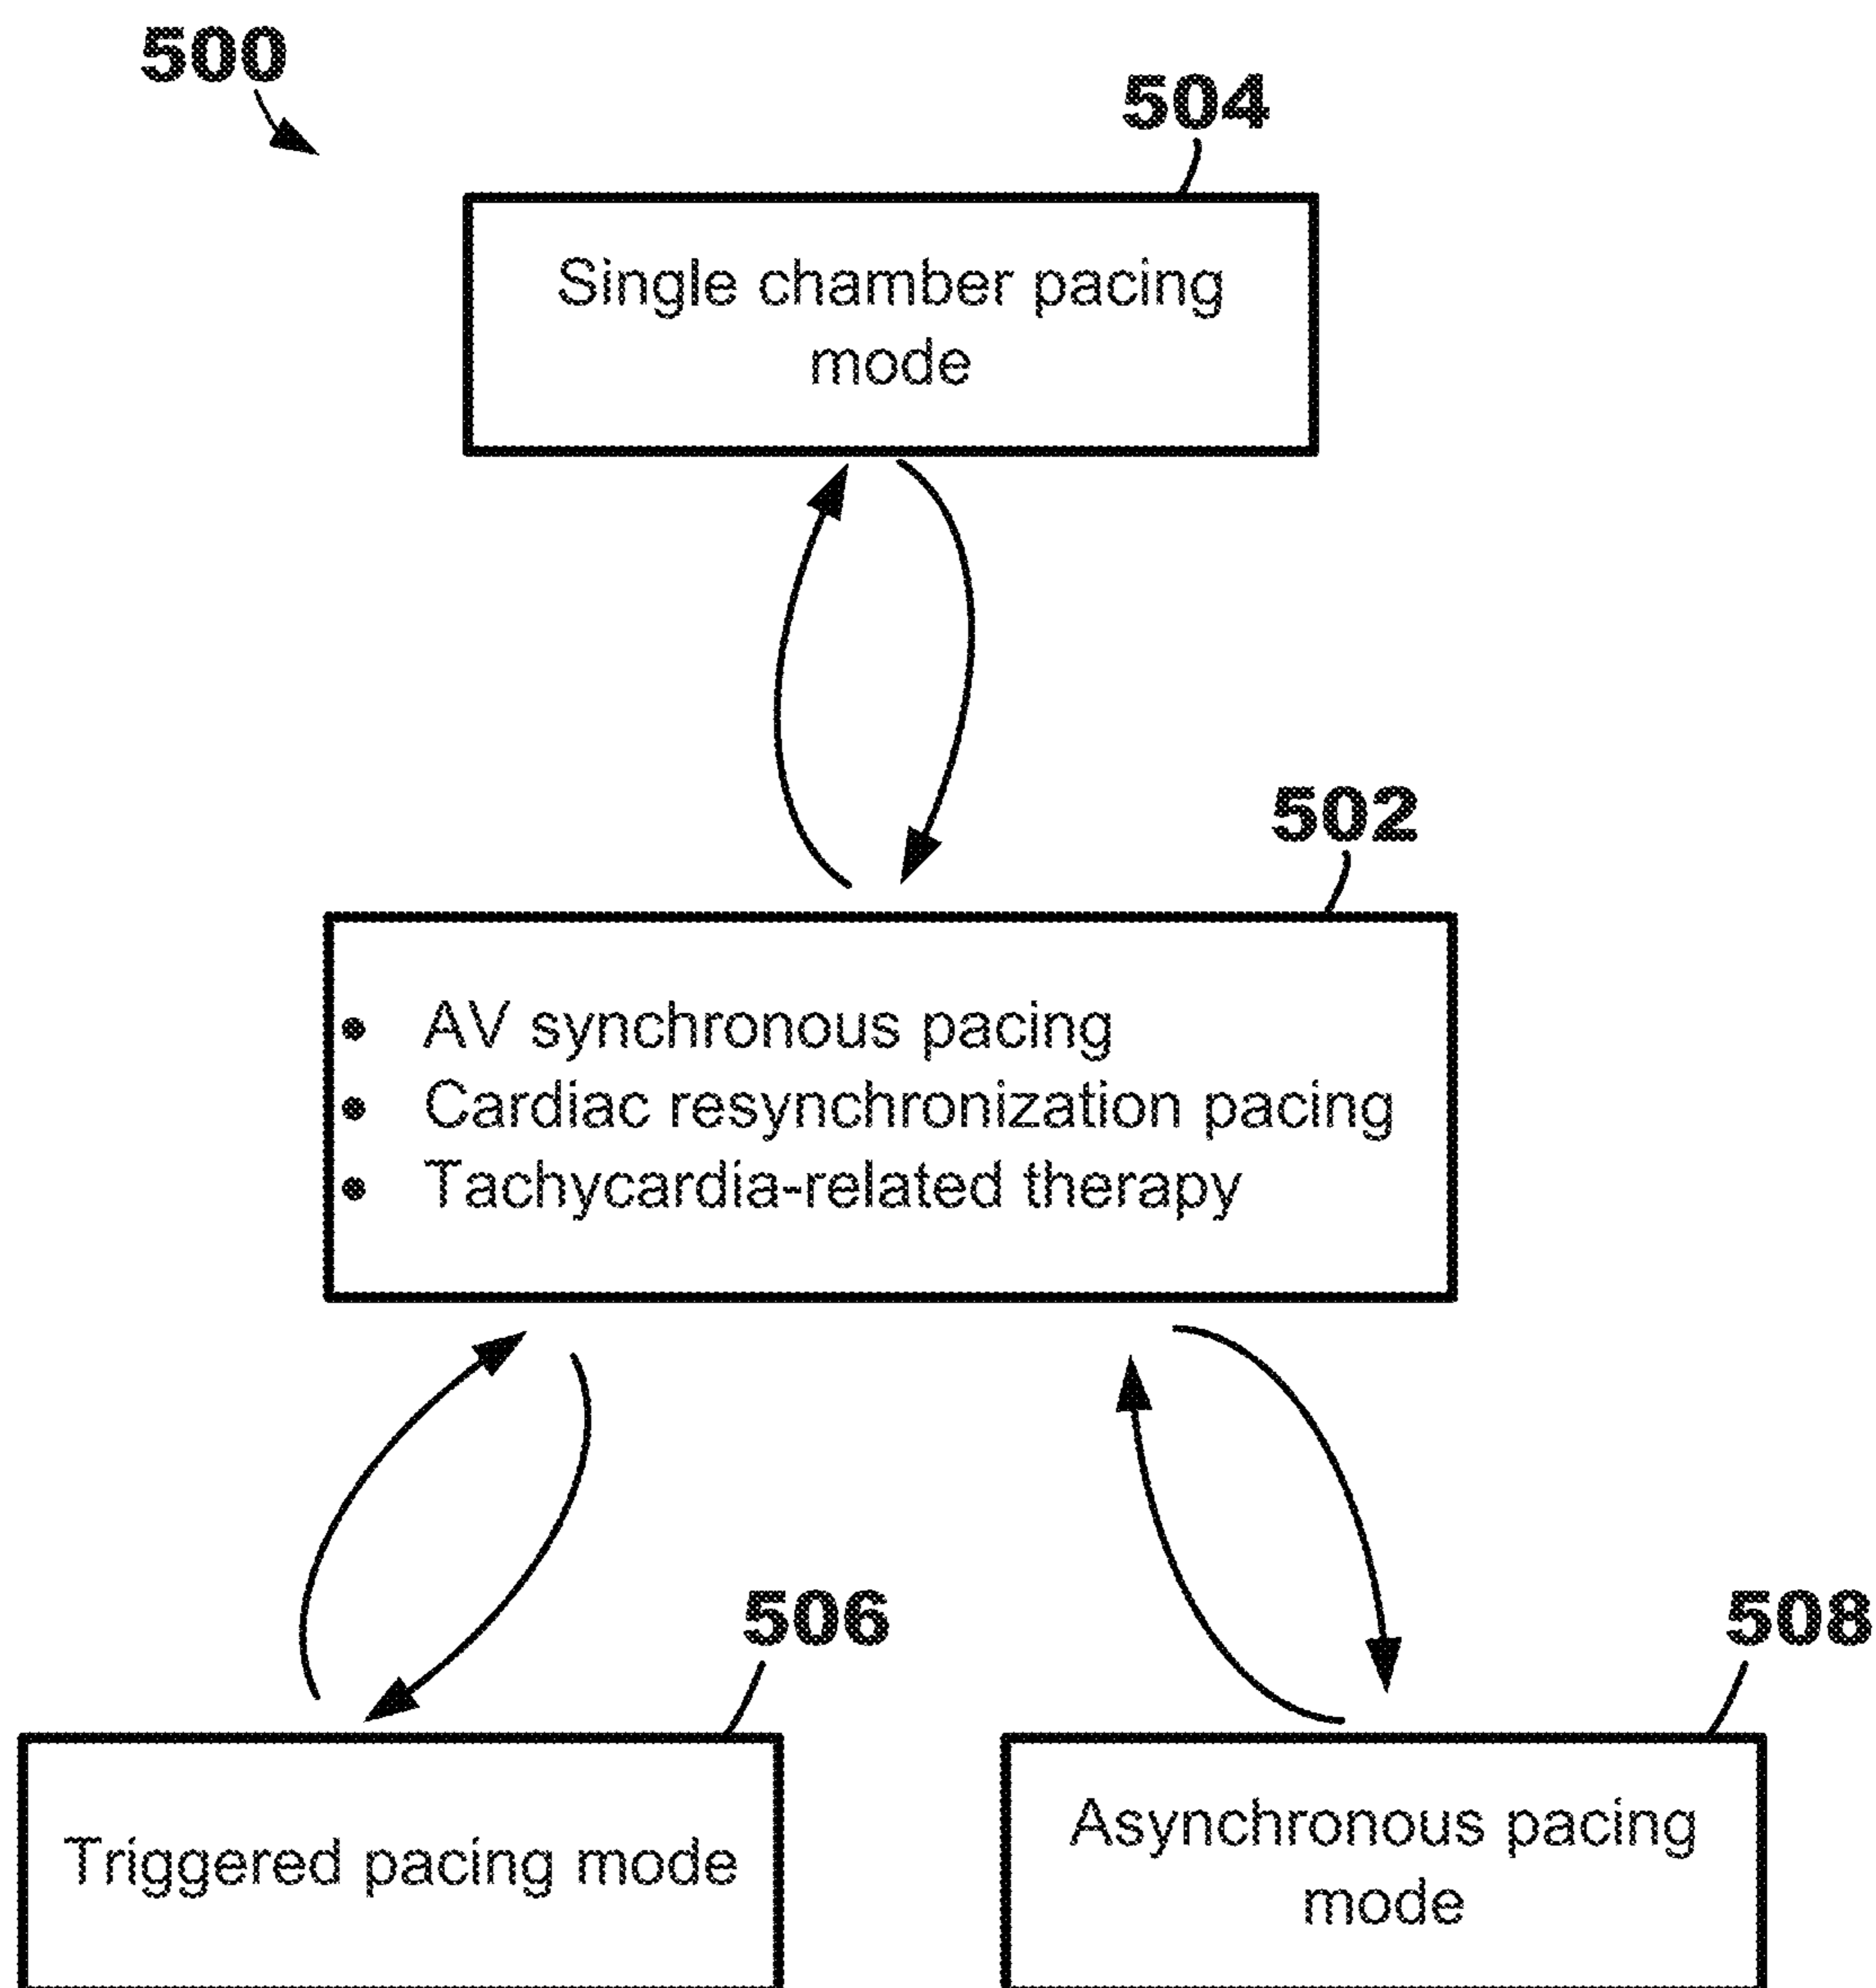 500
504
Single chamber pacing
mode
502
• AV synchronous pacing
• Cardiac resynchronization pacing
• Tachycardia-related therapy
506
508
Triggered pacing mode
Asynchronous pacing
mode